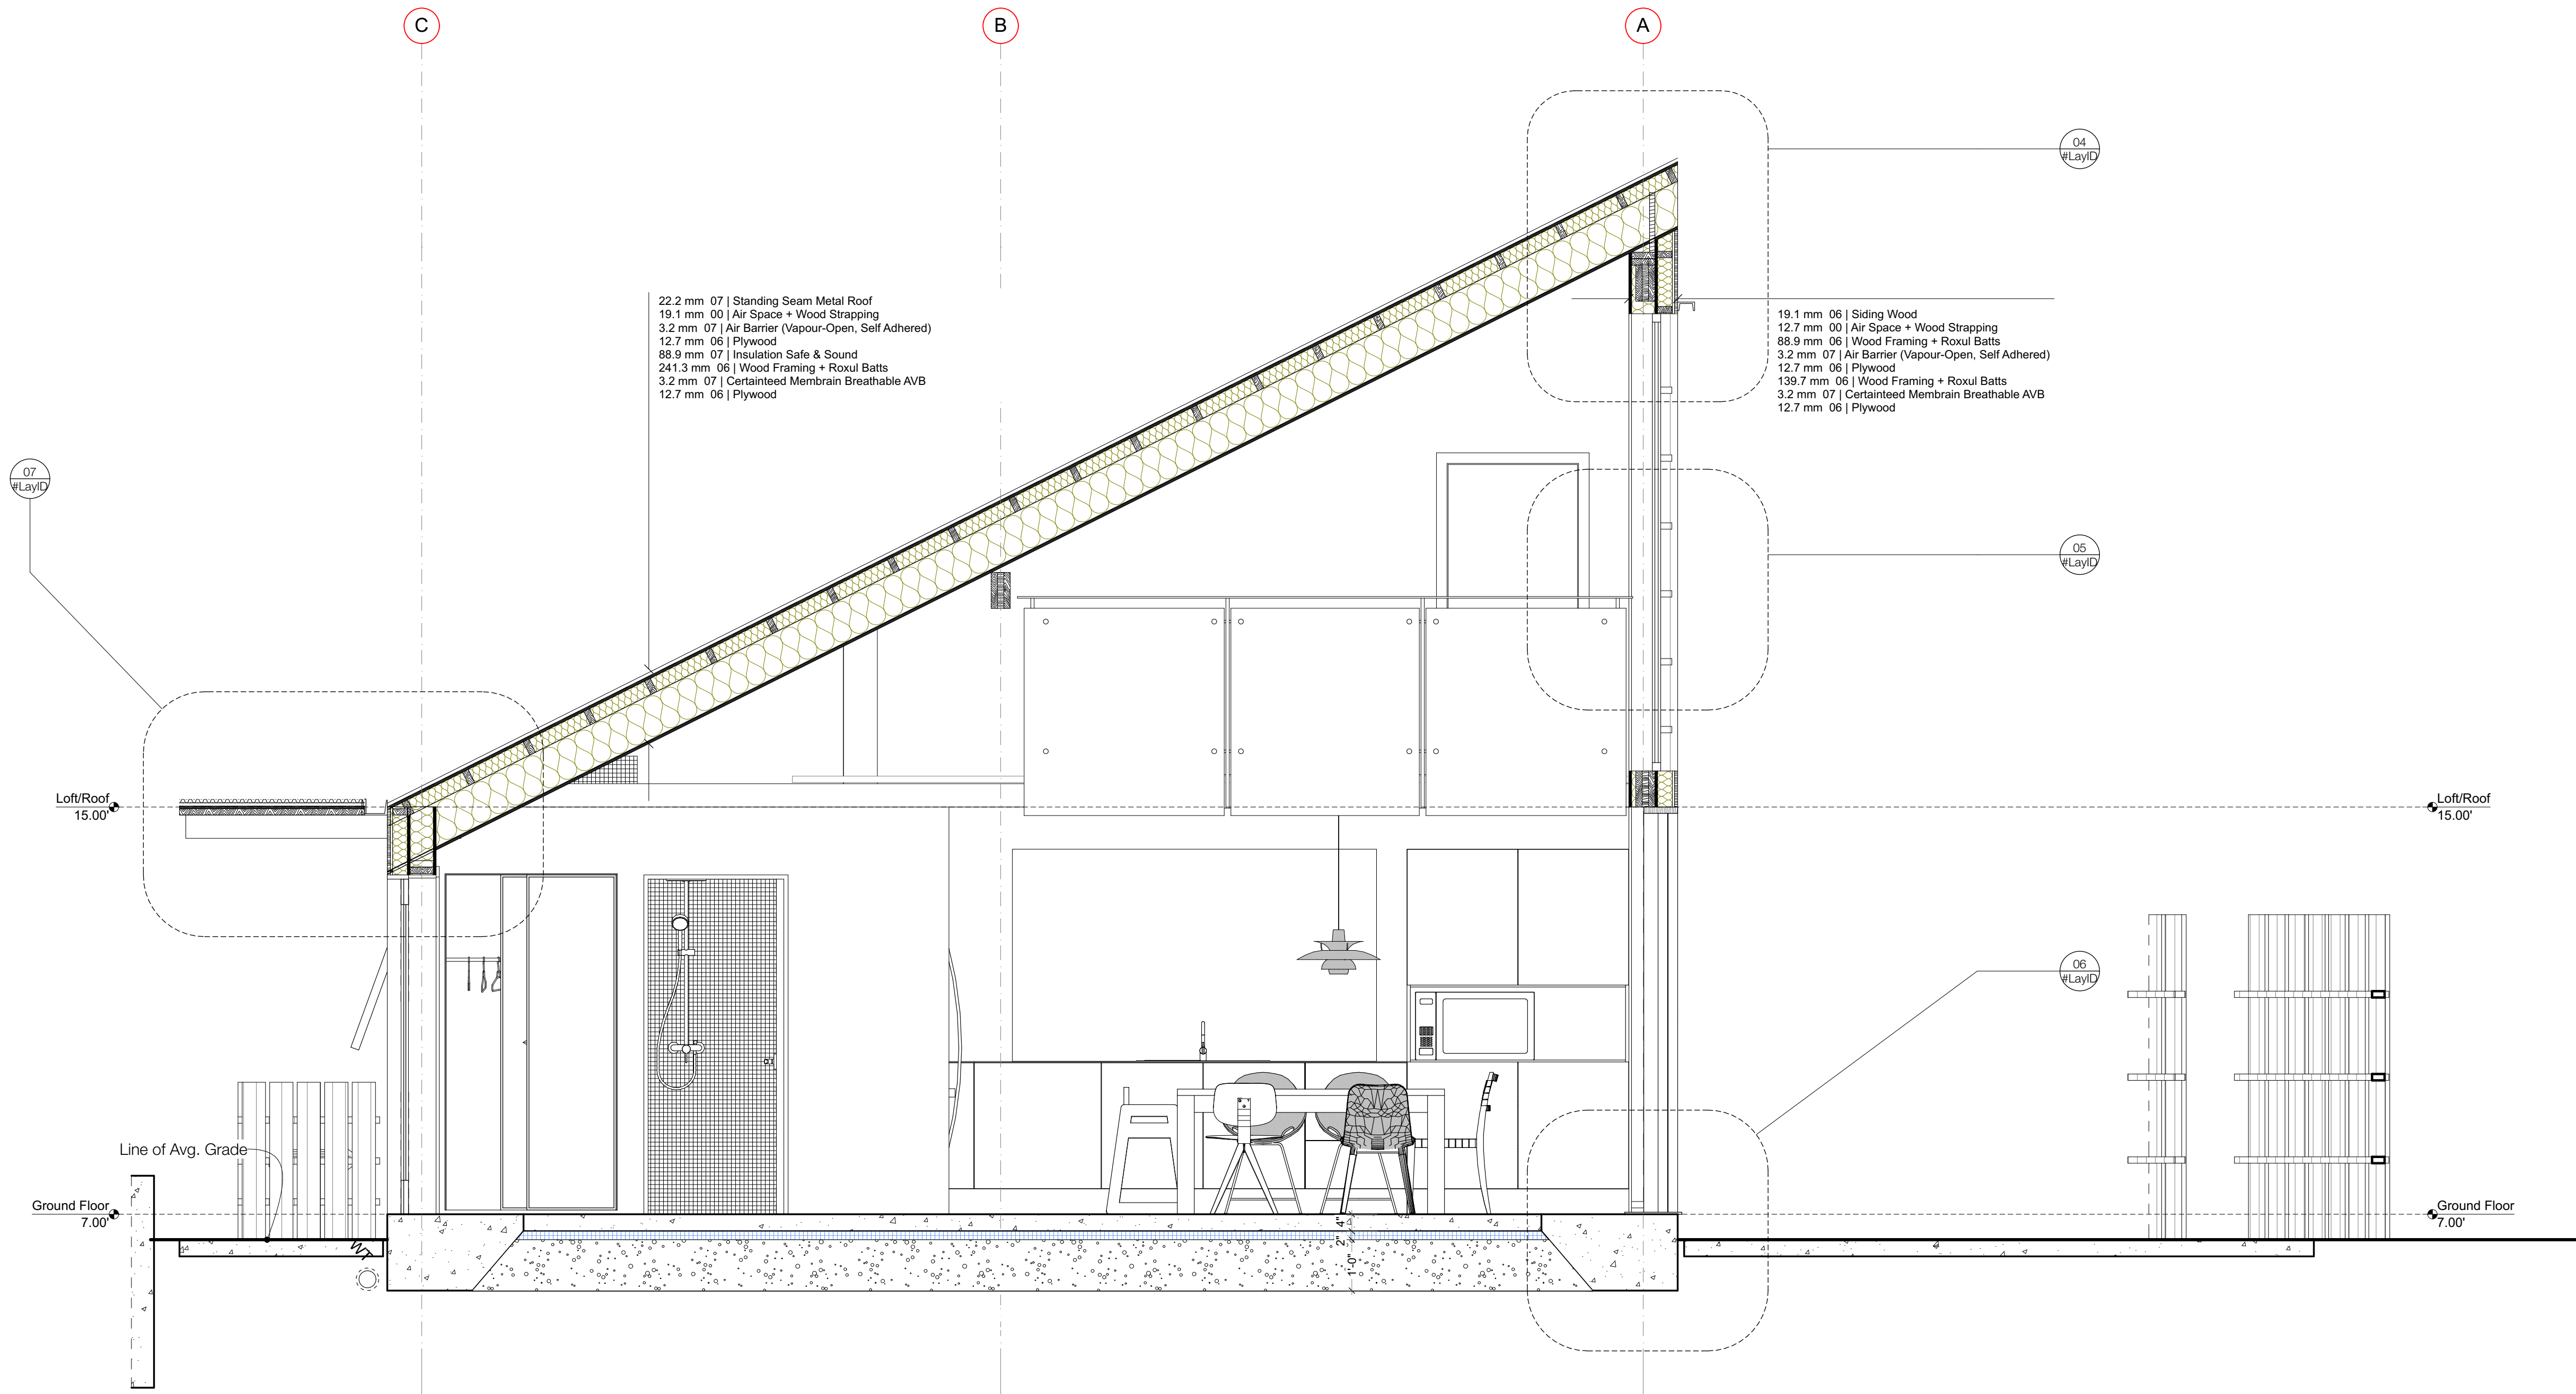 C
B
A
04
#LayID
22.2 mm  07 | Standing Seam Metal Roof
19.1 mm  00 | Air Space + Wood Strapping
3.2 mm  07 | Air Barrier (Vapour-Open, Self Adhered)
12.7 mm  06 | Plywood
88.9 mm  07 | Insulation Safe & Sound
241.3 mm  06 | Wood Framing + Roxul Batts
3.2 mm  07 | Certainteed Membrain Breathable AVB
12.7 mm  06 | Plywood
19.1 mm  06 | Siding Wood
12.7 mm  00 | Air Space + Wood Strapping
88.9 mm  06 | Wood Framing + Roxul Batts
3.2 mm  07 | Air Barrier (Vapour-Open, Self Adhered)
12.7 mm  06 | Plywood
139.7 mm  06 | Wood Framing + Roxul Batts
3.2 mm  07 | Certainteed Membrain Breathable AVB
12.7 mm  06 | Plywood
07
#LayID
05
#LayID
Loft/Roof
15.00'
Loft/Roof
15.00'
06
#LayID
Line of Avg. Grade
Ground Floor
7.00'
Ground Floor
7.00'
4"
2"
1'-0"
WT